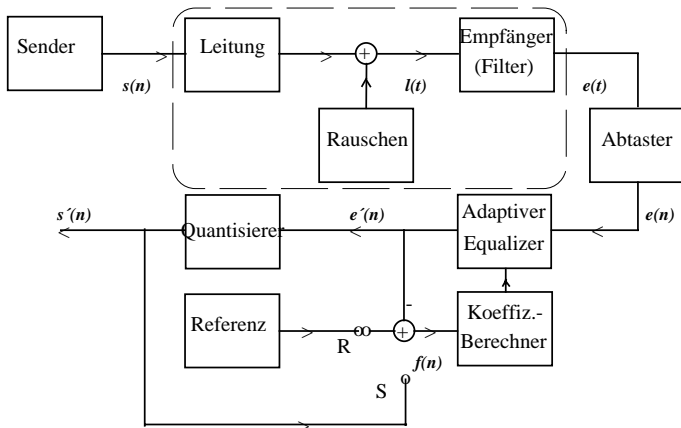 Sender
Leitung
Empfänger
(Filter)
s(n)
+
l(t)
e(t)
Rauschen
Abtaster
s´(n)
Quantisierer
e´(n)
Adaptiver
Equalizer
e(n)
-
Referenz
R
+
f(n)
Koeffiz.-
Berechner
S